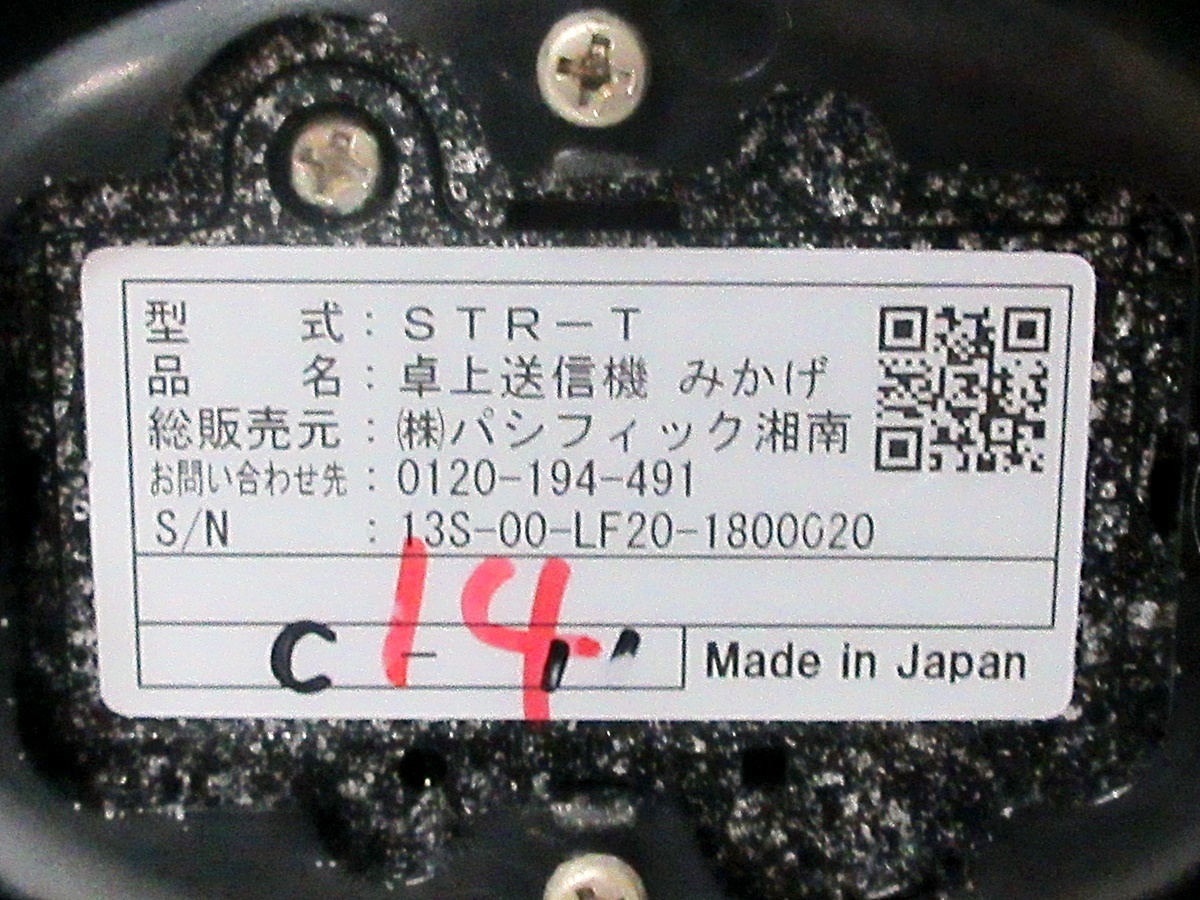 型　式：ＳＴＲ－Ｔ
品　名：卓上送信機 みかげ
総販売元：㈱パシフィック湘南
お問い合わせ先：0120-194-491
S/N：13S-00-LF20-1800020
14
C -
Made in Japan